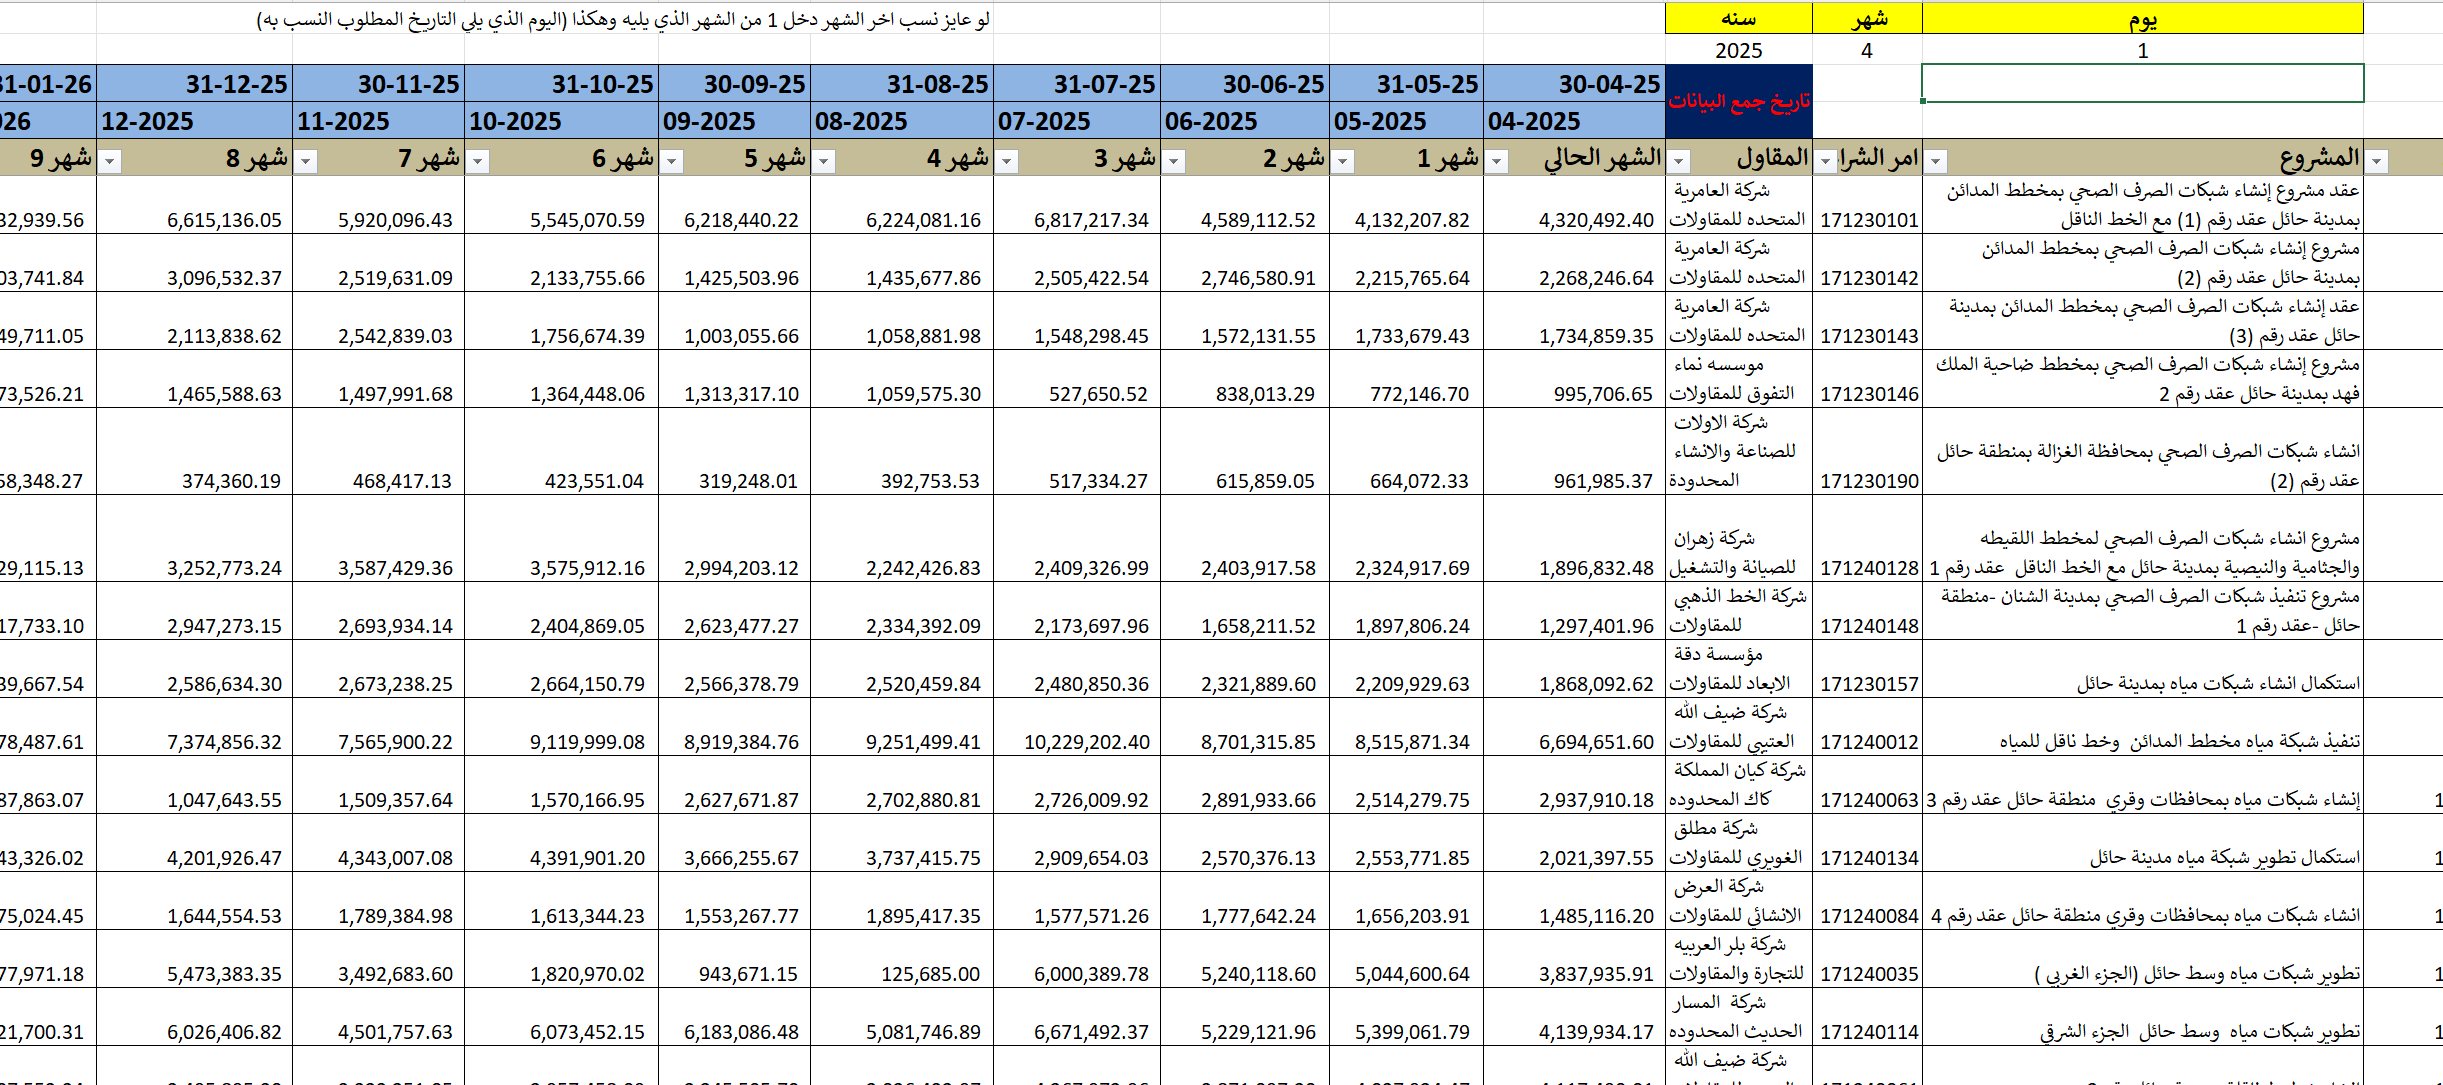 يوم شهر سنه لو عايز نسب اخر الشهر دخل 1 من الشهر الذي يليه وهكذا (اليوم الذي يلي التاريخ المطلوب النسب به)
1 4 2025
تاريخ جمع البيانات 30-04-25 31-05-25 30-06-25 31-07-25 31-08-25 30-09-25 31-10-25 30-11-25 31-12-25 31-01-26
04-2025 05-2025 06-2025 07-2025 08-2025 09-2025 10-2025 11-2025 12-2025
المشروع امر الشرا المقاول الشهر الحالي شهر 1 شهر 2 شهر 3 شهر 4 شهر 5 شهر 6 شهر 7 شهر 8 شهر 9
عقد مشروع إنشاء شبكات الصرف الصحي بمخطط المدائن شركة العامرية
بمدينة حائل عقد رقم (1) مع الخط الناقل 171230101 المتحده للمقاولات 4,320,492.40 4,132,207.82 4,589,112.52 6,817,217.34 6,224,081.16 6,218,440.22 5,545,070.59 5,920,096.43 6,615,136.05 32,939.56
مشروع إنشاء شبكات الصرف الصحي بمخطط المدائن شركة العامرية
بمدينة حائل عقد رقم (2) 171230142 المتحده للمقاولات 2,268,246.64 2,215,765.64 2,746,580.91 2,505,422.54 1,435,677.86 1,425,503.96 2,133,755.66 2,519,631.09 3,096,532.37 03,741.84
عقد إنشاء شبكات الصرف الصحي بمخطط المدائن بمدينة شركة العامرية
حائل عقد رقم (3) 171230143 المتحده للمقاولات 1,734,859.35 1,733,679.43 1,572,131.55 1,548,298.45 1,058,881.98 1,003,055.66 1,756,674.39 2,542,839.03 2,113,838.62 49,711.05
مشروع إنشاء شبكات الصرف الصحي بمخطط ضاحية الملك موسسه نماء
فهد بمدينة حائل عقد رقم 2 171230146 التفوق للمقاولات 995,706.65 772,146.70 838,013.29 527,650.52 1,059,575.30 1,313,317.10 1,364,448.06 1,497,991.68 1,465,588.63 73,526.21
شركة الاولات
انشاء شبكات الصرف الصحي بمحافظة الغزالة بمنطقة حائل للصناعة والانشاء
عقد رقم (2) 171230190 المحدودة 961,985.37 664,072.33 615,859.05 517,334.27 392,753.53 319,248.01 423,551.04 468,417.13 374,360.19 58,348.27
مشروع انشاء شبكات الصرف الصحي لمخطط اللقيطه شركة زهران
والجثامية والنيصية بمدينة حائل مع الخط الناقل عقد رقم 1 171240128 للصيانة والتشغيل 1,896,832.48 2,324,917.69 2,403,917.58 2,409,326.99 2,242,426.83 2,994,203.12 3,575,912.16 3,587,429.36 3,252,773.24 29,115.13
مشروع تنفيذ شبكات الصرف الصحي بمدينة الشنان -منطقة شركة الخط الذهبي
حائل -عقد رقم 1 171240148 للمقاولات 1,297,401.96 1,897,806.24 1,658,211.52 2,173,697.96 2,334,392.09 2,623,477.27 2,404,869.05 2,693,934.14 2,947,273.15 17,733.10
مؤسسة دقة
استكمال انشاء شبكات مياه بمدينة حائل 171230157 الابعاد للمقاولات 1,868,092.62 2,209,929.63 2,321,889.60 2,480,850.36 2,520,459.84 2,566,378.79 2,664,150.79 2,673,238.25 2,586,634.30 39,667.54
شركة ضيف الله
تنفيذ شبكة مياه مخطط المدائن وخط ناقل للمياه 171240012 العتيبي للمقاولات 6,694,651.60 8,515,871.34 8,701,315.85 10,229,202.40 9,251,499.41 8,919,384.76 9,119,999.08 7,565,900.22 7,374,856.32 78,487.61
شركة كيان المملكة
1 إنشاء شبكات مياه بمحافظات وقري منطقة حائل عقد رقم 3 171240063 كاك المحدوده 2,937,910.18 2,514,279.75 2,891,933.66 2,726,009.92 2,702,880.81 2,627,671.87 1,570,166.95 1,509,357.64 1,047,643.55 87,863.07
شركة مطلق
1 استكمال تطوير شبكة مياه مدينة حائل 171240134 الغويري للمقاولات 2,021,397.55 2,553,771.85 2,570,376.13 2,909,654.03 3,737,415.75 3,666,255.67 4,391,901.20 4,343,007.08 4,201,926.47 43,326.02
شركة العرض
1 انشاء شبكات مياه بمحافظات وقري منطقة حائل عقد رقم 4 171240084 الانشائي للمقاولات 1,485,116.20 1,656,203.91 1,777,642.24 1,577,571.26 1,895,417.35 1,553,267.77 1,613,344.23 1,789,384.98 1,644,554.53 75,024.45
شركة بلر العربيه
1 تطوير شبكات مياه وسط حائل (الجزء الغربي ) 171240035 للتجارة والمقاولات 3,837,935.91 5,044,600.64 5,240,118.60 6,000,389.78 125,685.00 943,671.15 1,820,970.02 3,492,683.60 5,473,383.35 77,971.18
شركة المسار
1 تطوير شبكات مياه وسط حائل الجزء الشرقي 171240114 الحديث المحدوده 4,139,934.17 5,399,061.79 5,229,121.96 6,671,492.37 5,081,746.89 6,183,086.48 6,073,452.15 4,501,757.63 6,026,406.82 21,700.31
شركة ضيف الله